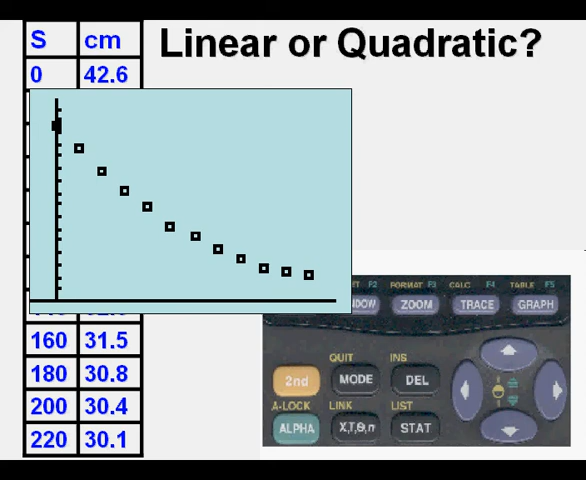 S cm
Linear or Quadratic?
0 42.6
160 31.5
180 30.8
200 30.4
220 30.1
F2 FORMAT F3 CALC F4 TABLE F5
ZOOM TRACE GRAPH
QUIT INS
2nd MODE DEL
A-LOCK LINK LIST
ALPHA X,T,θ,n STAT